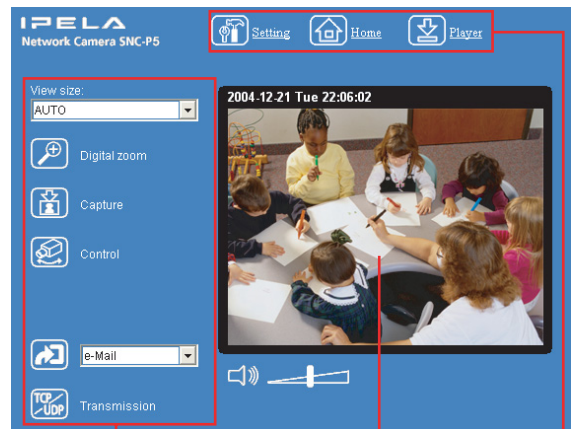 IPELA
Network Camera SNC-P5
Setting
Home
Player
View size:
AUTO
2004-12-21 Tue 22:06:02
Digital zoom
Capture
Control
e-Mail
TCP/UDP
Transmission